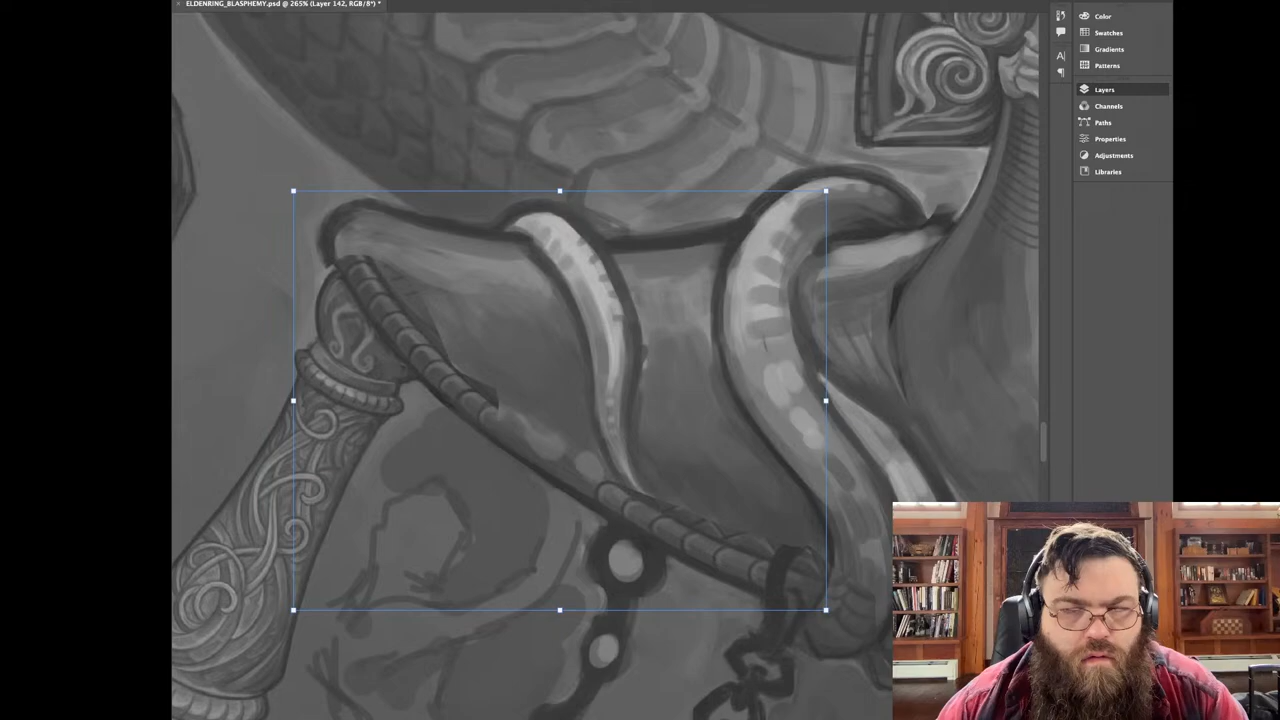 × ELDENRING_BLASPHEMY.psd @ 265% (Layer 142, RGB/8*) *
Color
Swatches
Gradients
Patterns
Layers
Channels
Paths
Properties
Adjustments
Libraries